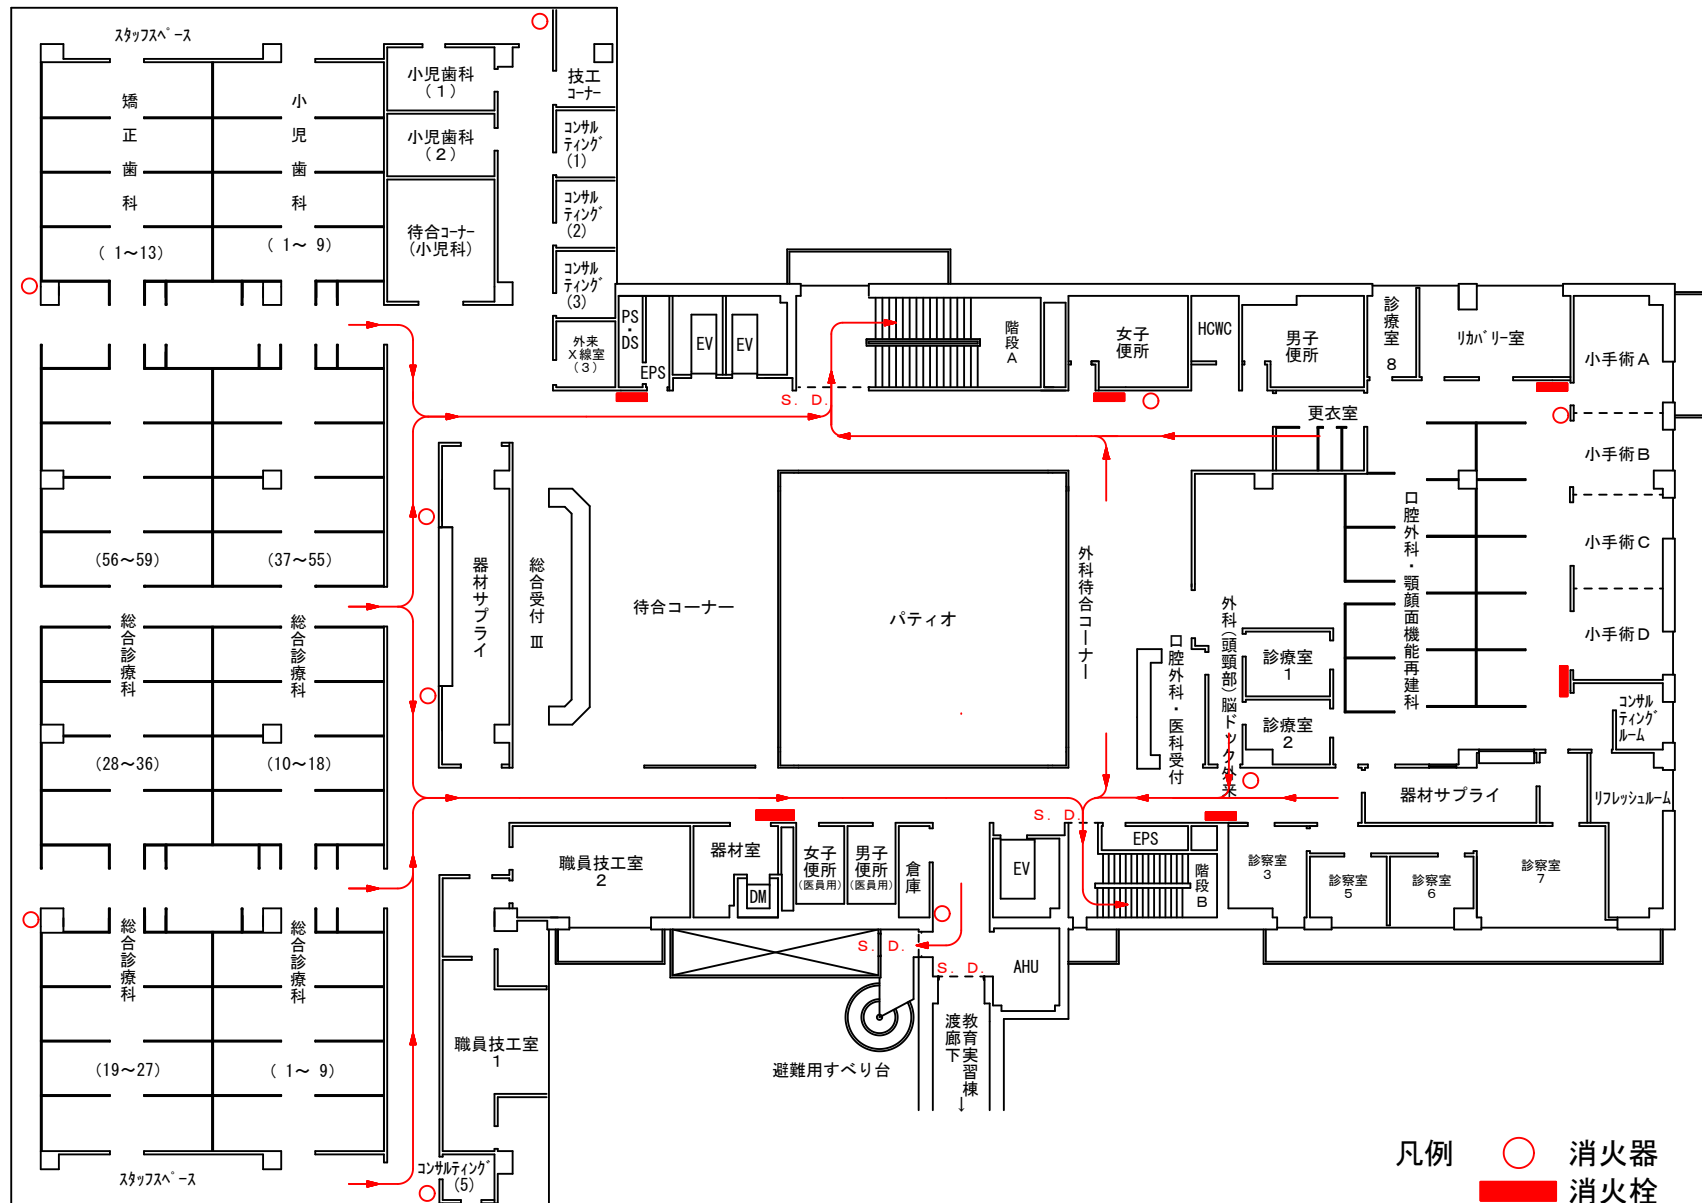 スタッフスペース
矯正歯科
( 1～13)
小児歯科
( 1～ 9)
小児歯科
(1)
小児歯科
(2)
待合コーナー
(小児科)
技工
コーナー
コンサル
ティング
(1)
コンサル
ティング
(2)
コンサル
ティング
(3)
外来
X線室
(3)
PS・DS
EPS
EV
EV
S. D.
階段A
女子
便所
HCWC
男子
便所
診療室8
リカバリー室
小手術A
更衣室
小手術B
小手術C
小手術D
(56～59)
(37～55)
器材サプライ
総合受付 Ⅲ
待合コーナー
パティオ
外科待合コーナー
口腔外科・医科受付
外科(頭頸部)脳ドック外来
診療室
1
診療室
2
口腔外科・顎顔面機能再建科
コンサル
ティング
ルーム
総合診療科
(28～36)
総合診療科
(10～18)
器材サプライ
リフレッシュルーム
S. D.
職員技工室
2
器材室
DM
女子
便所
(医員用)
男子
便所
(医員用)
倉庫
EV
EPS
階段B
診察室
3
診察室
5
診察室
6
診察室
7
総合診療科
(19～27)
総合診療科
( 1～ 9)
S. D.
S. D.
AHU
職員技工室
1
避難用すべり台
教育実習棟→
渡廊下
スタッフスペース
コンサルティング
(5)
凡例
消火器
消火栓